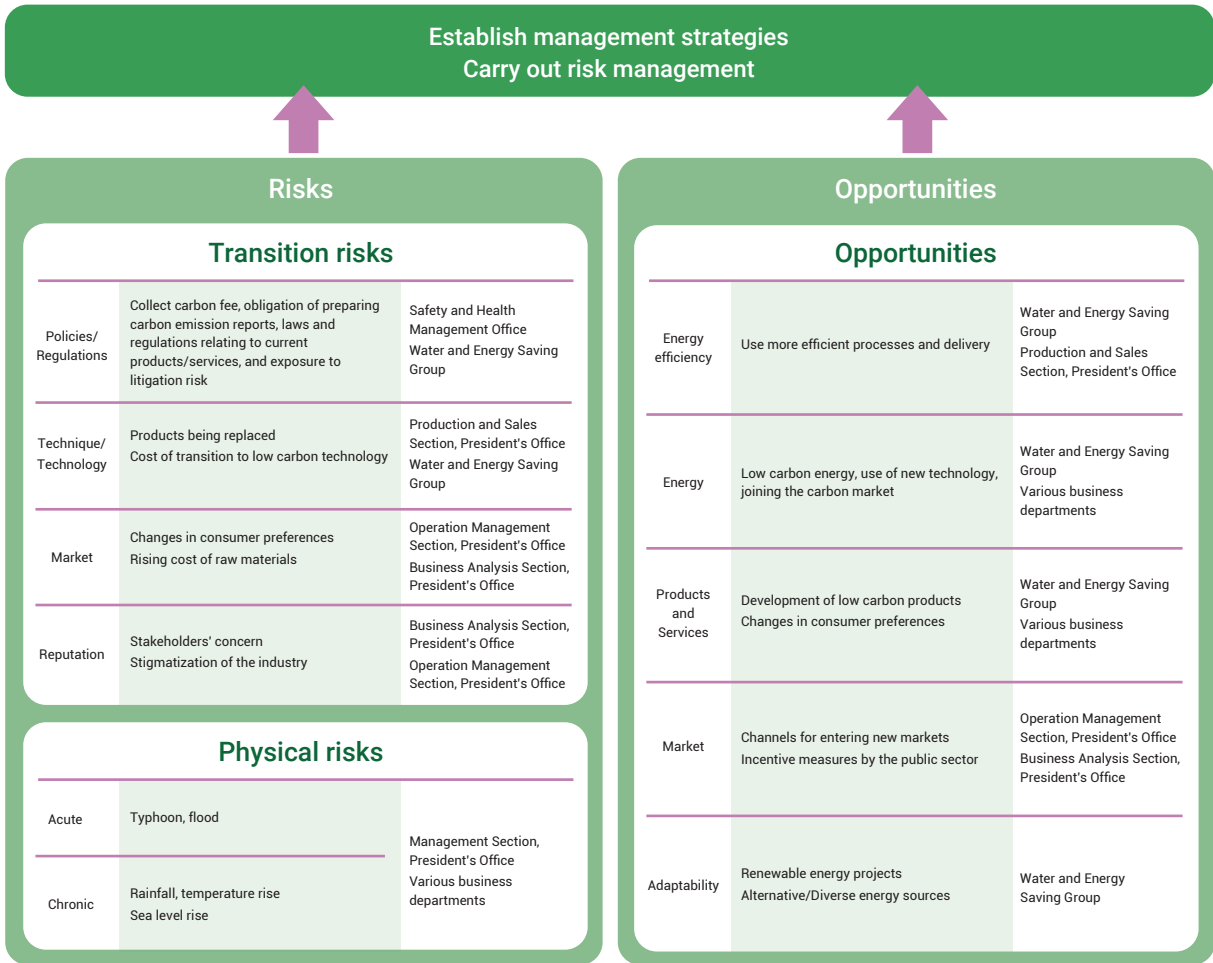 Establish management strategies
Carry out risk management
Risks
Transition risks
Policies/
Regulations
Collect carbon fee, obligation of preparing
carbon emission reports, laws and
regulations relating to current
products/services, and exposure to
litigation risk
Safety and Health
Management Office
Water and Energy Saving
Group
Technique/
Technology
Products being replaced
Cost of transition to low carbon technology
Production and Sales
Section, President's Office
Water and Energy Saving
Group
Market
Changes in consumer preferences
Rising cost of raw materials
Operation Management
Section, President's Office
Business Analysis Section,
President's Office
Reputation
Stakeholders' concern
Stigmatization of the industry
Business Analysis Section,
President's Office
Operation Management
Section, President's Office
Physical risks
Acute
Typhoon, flood
Chronic
Rainfall, temperature rise
Sea level rise
Management Section,
President's Office
Various business
departments
Opportunities
Opportunities
Energy
efficiency
Use more efficient processes and delivery
Water and Energy Saving
Group
Production and Sales
Section, President's Office
Energy
Low carbon energy, use of new technology,
joining the carbon market
Water and Energy Saving
Group
Various business
departments
Products
and
Services
Development of low carbon products
Changes in consumer preferences
Water and Energy Saving
Group
Various business
departments
Market
Channels for entering new markets
Incentive measures by the public sector
Operation Management
Section, President's Office
Business Analysis Section,
President's Office
Adaptability
Renewable energy projects
Alternative/Diverse energy sources
Water and Energy
Saving Group